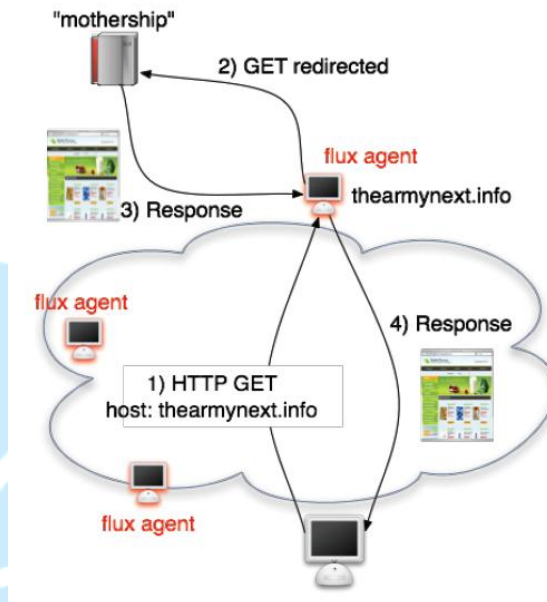 "mothership"
2) GET redirected
flux agent
thearmynext.info
3) Response
flux agent
4) Response
1) HTTP GET
host: thearmynext.info
flux agent